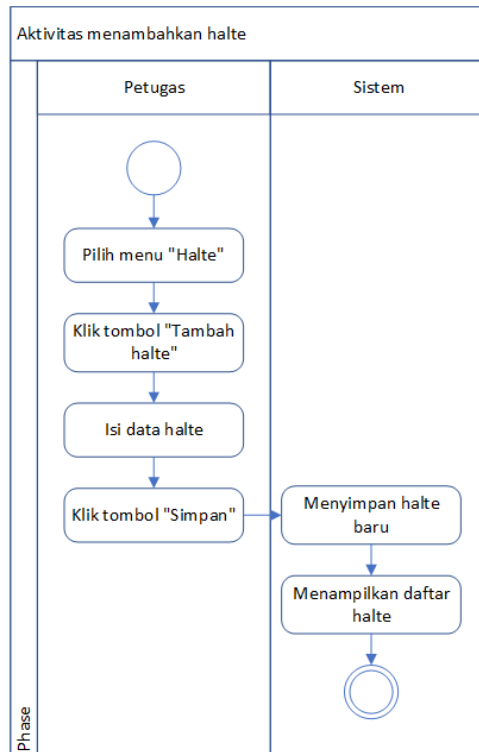 Aktivitas menambahkan halte
Petugas
Sistem
Pilih menu "Halte"
Klik tombol "Tambah
halte"
Isi data halte
Klik tombol "Simpan"
Menyimpan halte
baru
Menampilkan daftar
halte
Phase